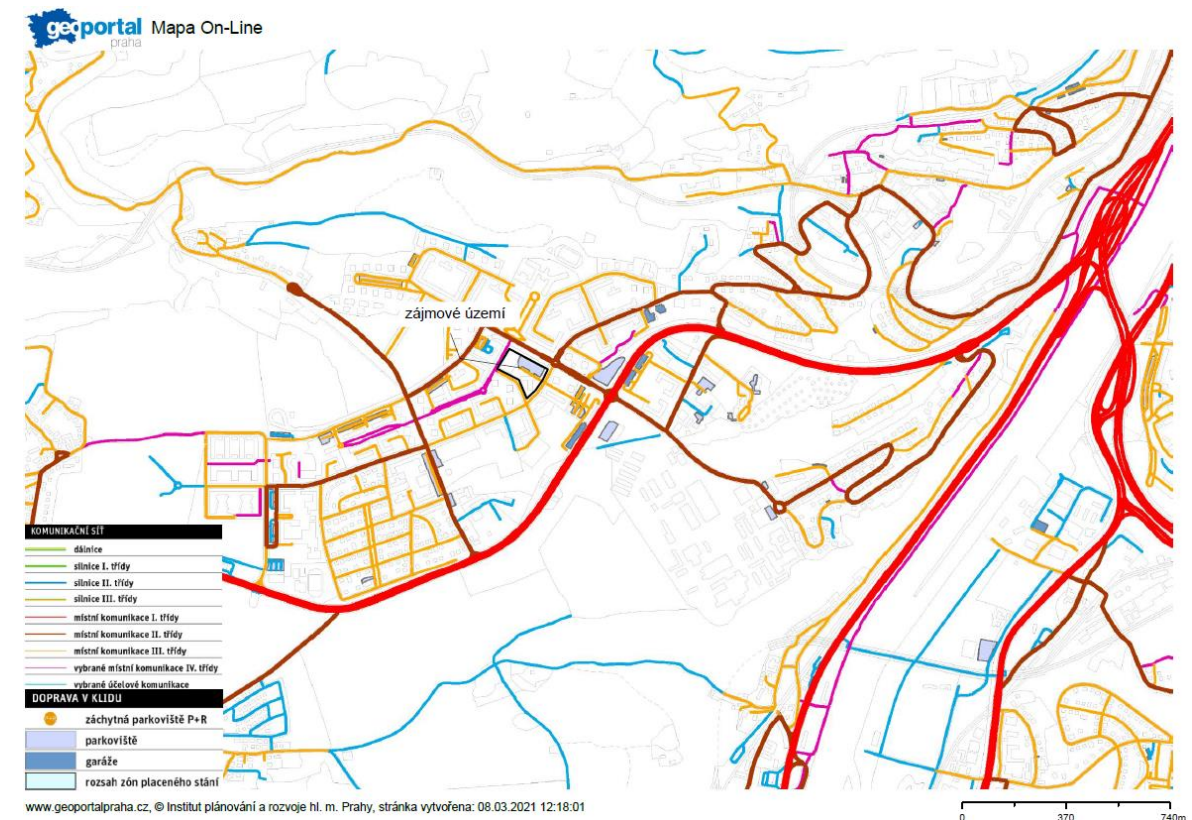 geoportal
praha
Mapa On-Line
zájmové území
KOMUNIKAČNÍ SÍŤ
dálnice
silnice I. třídy
silnice II. třídy
silnice III. třídy
místní komunikace I. třídy
místní komunikace II. třídy
místní komunikace III. třídy
vybrané místní komunikace IV. třídy
vybrané účelové komunikace
DOPRAVA V KLIDU
záchytná parkoviště P+R
parkoviště
garáže
rozsah zón placeného stání
www.geoportalpraha.cz, © Institut plánování a rozvoje hl. m. Prahy, stránka vytvořena: 08.03.2021 12:18:01
0 370 740m